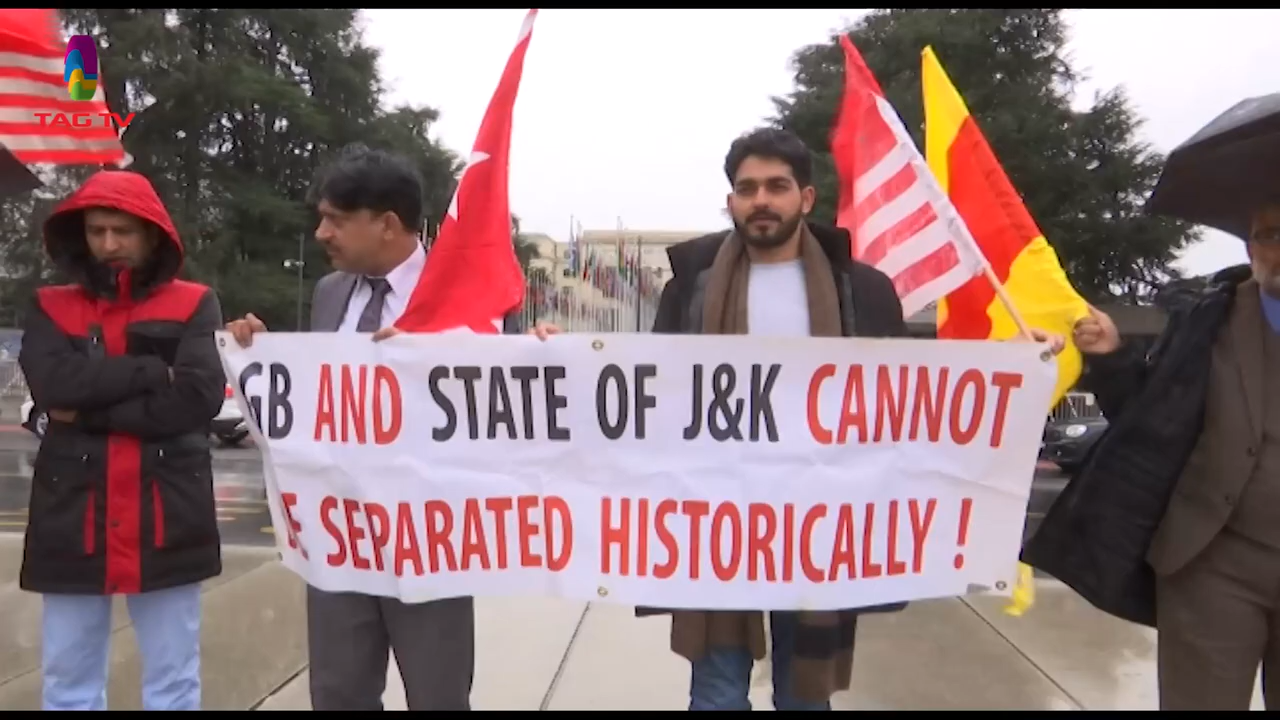 TAG TV
GB AND STATE OF J&K CANNOT
E SEPARATED HISTORICALLY !